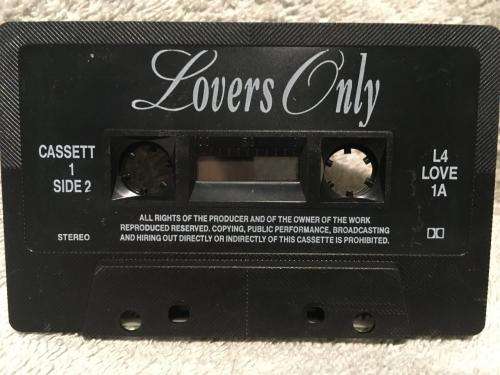 Lovers Only
CASSETT
1
SIDE 2
L4
LOVE
1A
ALL RIGHTS OF THE PRODUCER AND OF THE OWNER OF THE WORK
REPRODUCED RESERVED. COPYING, PUBLIC PERFORMANCE, BROADCASTING
AND HIRING OUT DIRECTLY OR INDIRECTLY OF THIS CASSETTE IS PROHIBITED.
STEREO